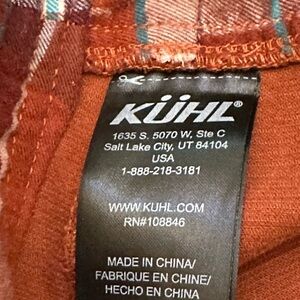 KÜHL®
1635 S. 5070 W, Ste C
Salt Lake City, UT 84104
USA
1-888-218-3181
WWW.KUHL.COM
RN#108846
MADE IN CHINA/
FABRIQUE EN CHINE/
HECHO EN CHINA